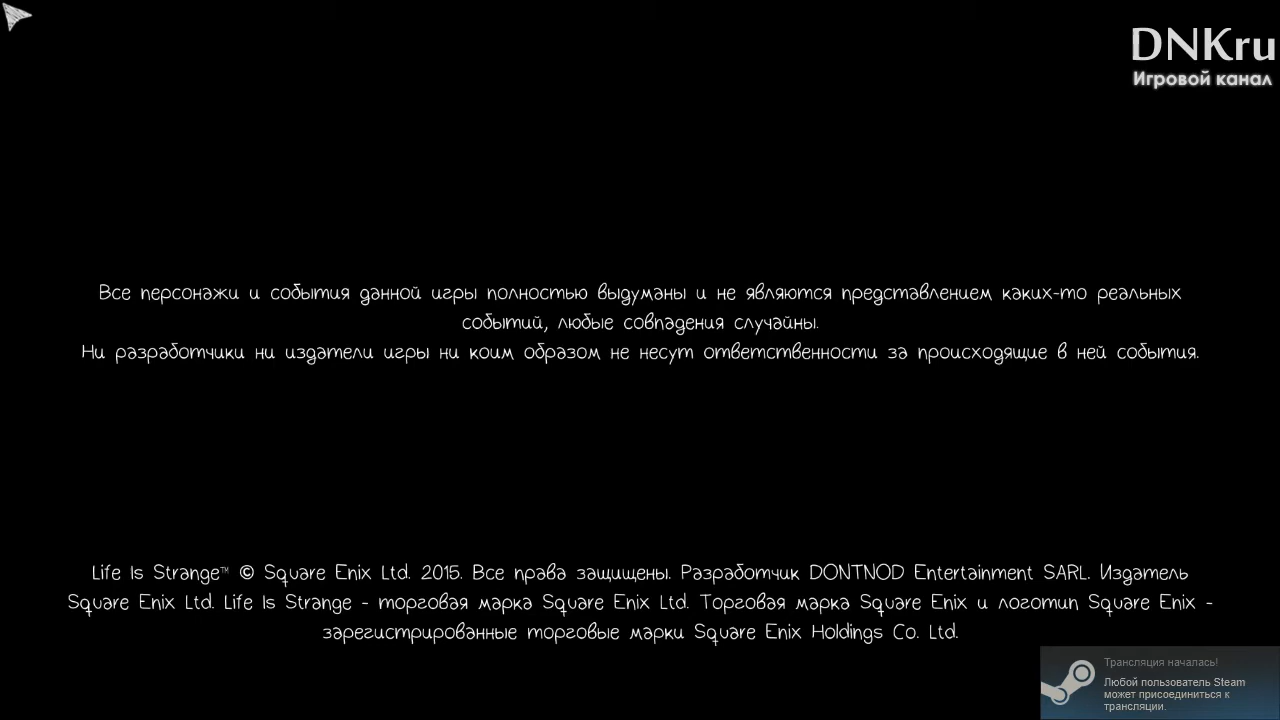 DNKru
Игровой канал
Все персонажи и события данной игры полностью выдуманы и не являются представлением каких-то реальных
событий, любые совпадения случайны.
Ни разработчики ни издатели игры ни коим образом не несут ответственности за происходящие в ней события.
Life Is Strange™ © Square Enix Ltd. 2015. Все права защищены. Разработчик DONTNOD Entertainment SARL. Издатель
Square Enix Ltd. Life Is Strange - торговая марка Square Enix Ltd. Торговая марка Square Enix и логотип Square Enix -
зарегистрированные торговые марки Square Enix Holdings Co. Ltd.
Трансляция началась!
Любой пользователь Steam
может присоединиться к
трансляции.